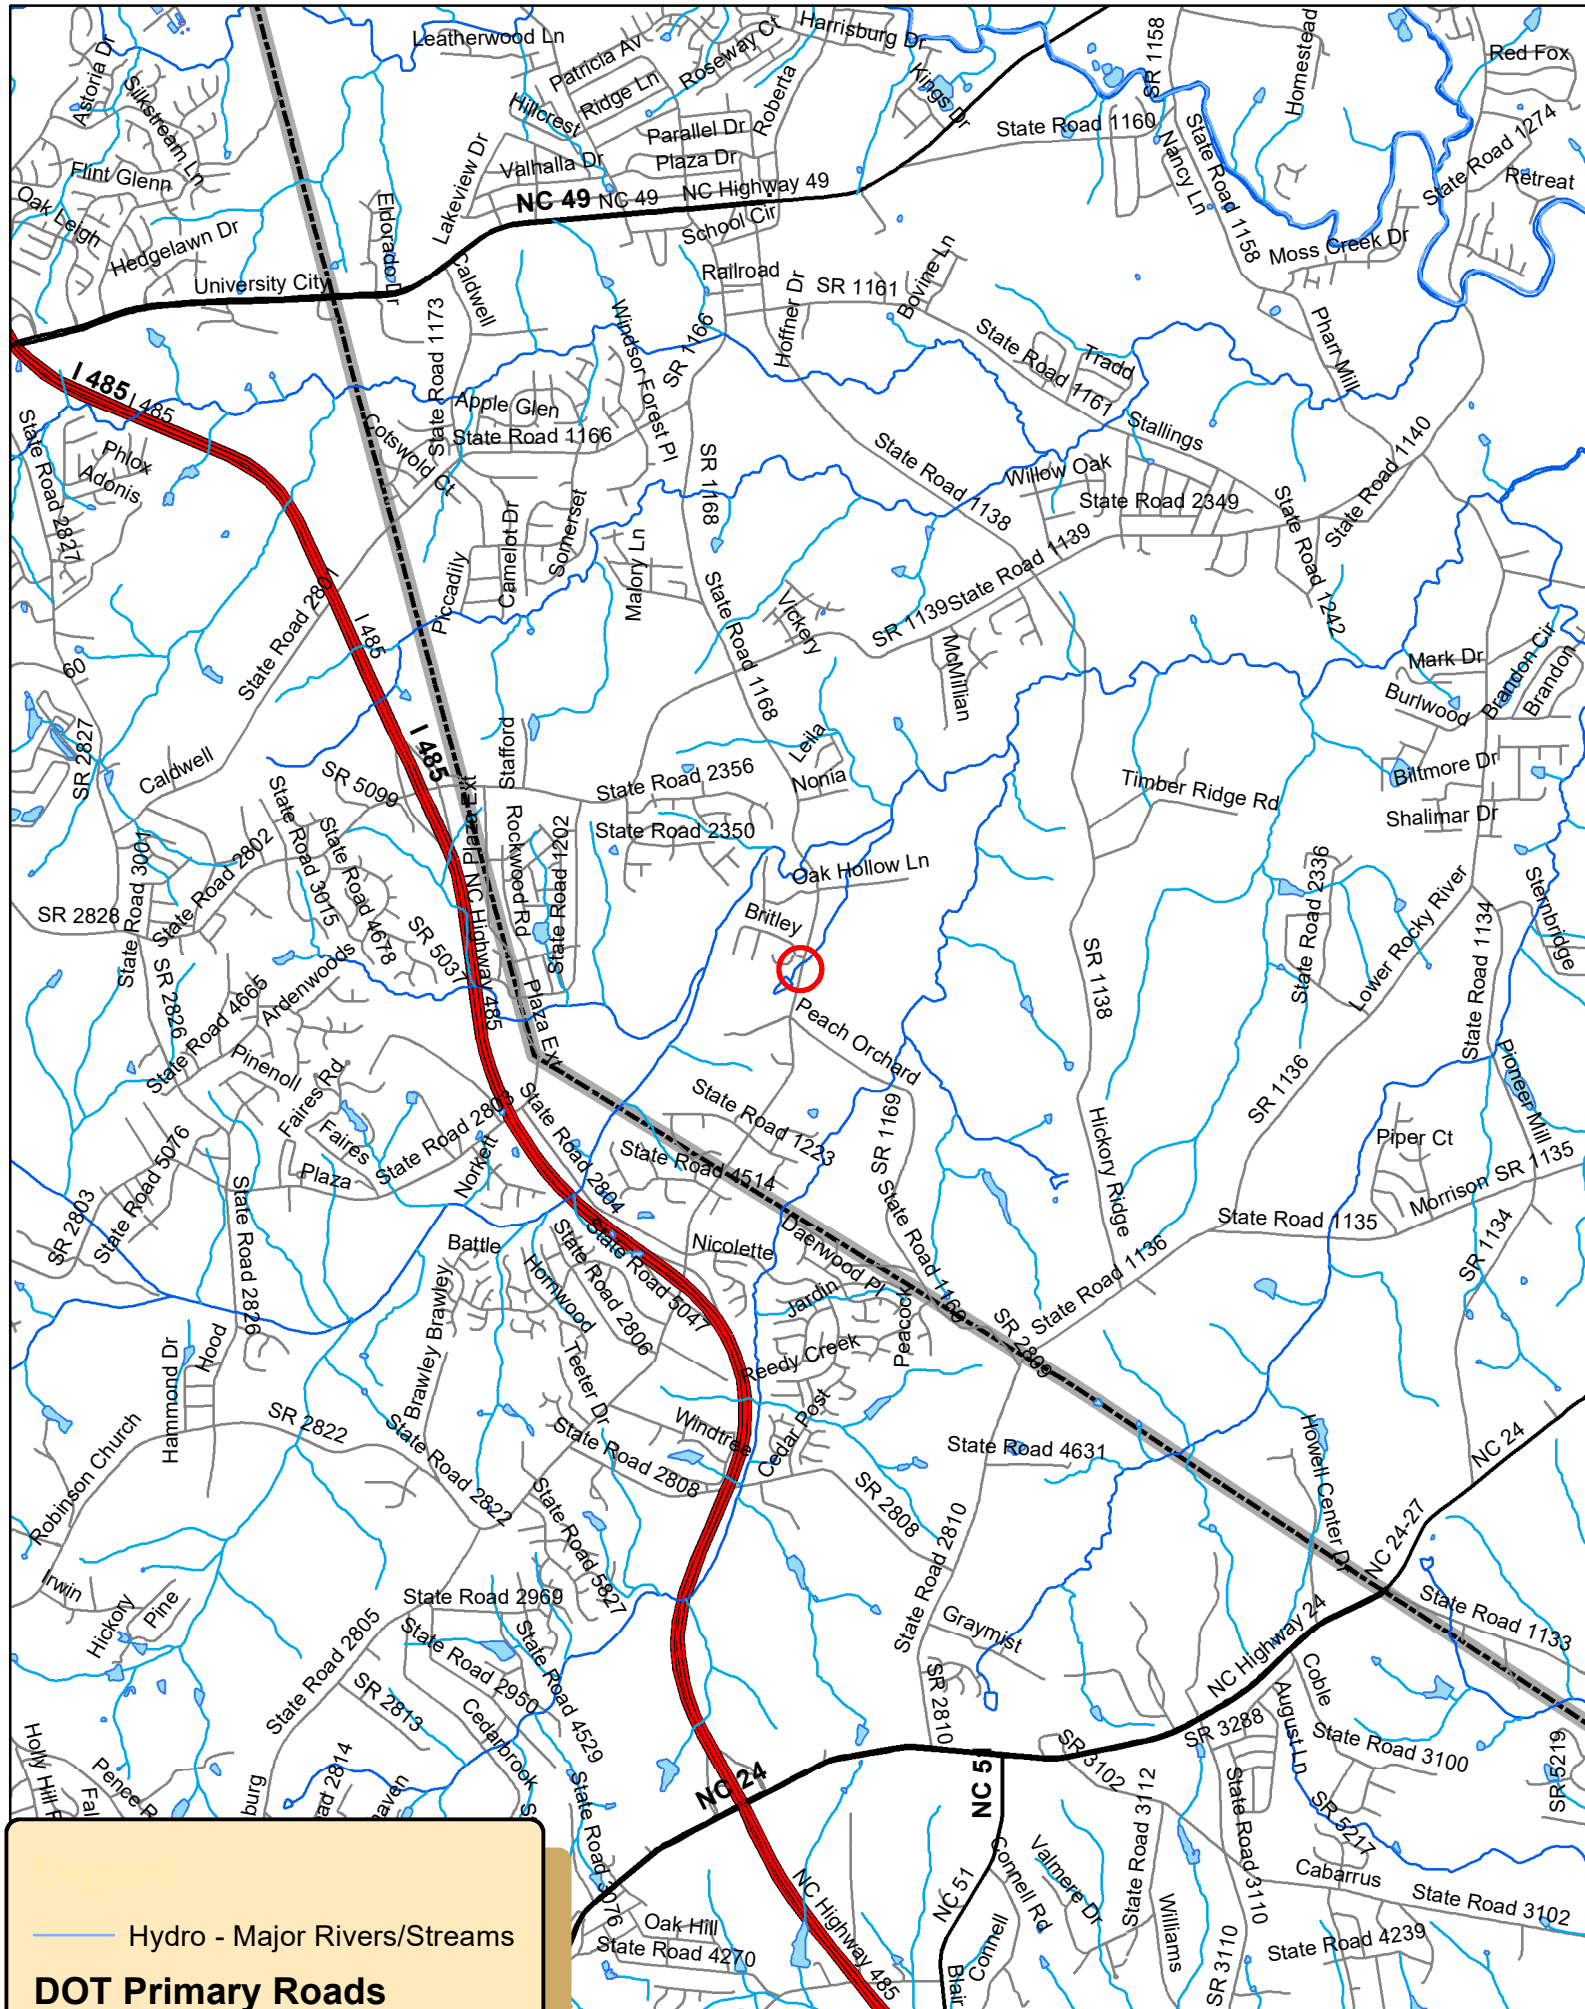 Leatherwood Ln
Patricia Av
Roseway Ct
Harrisburg Dr
SR 1158
Homestead
Red Fox
Astoria Dr
Silkstream Ln
Ridge Ln
Roberta
Kings Dr
Hillcrest
Parallel Dr
State Road 1160
State Road 1274
Valhalla Dr
Plaza Dr
Nancy Ln
State Road 1158
Retreat
Flint Glenn
Lakeview Dr
NC 49
NC 49
NC Highway 49
Oak Leigh
Hedgelawn Dr
Eldorado Dr
School Cir
Moss Creek Dr
University City
Caldwell
Railroad
Hoffner Dr
SR 1161
Bovine Ln
State Road 1173
Windsor Forest Pl
SR 1166
State Road 1161
Tradd
Pharr Mill
I 485
I 485
Apple Glen
State Road 1166
Cotswold Ct
Stallings
State Road 1140
State Road 2827
Phlox
Adonis
SR 1168
State Road 1138
Willow Oak
State Road 2349
State Road 1242
Camelot Dr
Somerset
Piccadily
Malory Ln
State Road 1139
SR 1139
Vickery
State Road 1168
McMillian
I 485
60
Mark Dr
Brandon Cir
Brandon
Burlwood
SR 2827
Caldwell
I 485
Stafford
Leila
Nonia
SR 5099
Plaza Ext
State Road 2356
Timber Ridge Rd
Biltmore Dr
Shalimar Dr
State Road 2350
State Road 3001
State Road 2802
State Road 3015
State Road 4678
Rockwood Rd
State Road 1202
Oak Hollow Ln
State Road 2336
Lower Rocky River
Sternbridge
SR 2828
Britley
SR 5037
NC Highway 485
SR 1138
State Road 1134
SR 2826
State Road 4665
Ardenwoods
Plaza Ext
Peach Orchard
Pinenoll
Faires Rd
Faires
State Road 2803
State Road 1223
SR 1169
SR 1136
Pioneer Mill
State Road 5076
Plaza
Norkett
State Road 2804
State Road 4514
Hickory Ridge
Piper Ct
SR 1135
Morrison
SR 2803
State Road 2826
State Road 1135
State Road 1136
SR 1134
Battle
Hornwood
State Road 2806
State Road 5047
Nicolette
Daerwood Pl
Jardin
Peacock
SR 2809
Hammond Dr
Hood
Brawley
Brawley
Teeter Dr
Reedy Creek
Robinson Church
SR 2822
State Road 2822
State Road 2808
Windtree
Cedar Post
SR 2808
State Road 4631
State Road 2810
Howell Center Dr
NC 24
NC 24-27
State Road 5827
Irwin
Hickory
Pine
State Road 2969
State Road 2805
State Road 2950
State Road 4529
SR 2813
Cedarbrook
Graymist
SR 2810
NC Highway 24
State Road 1133
Coble
August Ln
SR 3288
State Road 3100
SR 5219
Pence R
Fal
burg
ad 2814
aven
NC 24
NC 5
SR 3102
State Road 3112
State Road 3110
SR 5217
Cabarrus
State Road 3102
State Road 3076
Oak Hill
State Road 4270
NC Highway 485
NC 51
Connell Rd
Connell
Blair
Valmere Dr
Williams
SR 3110
State Road 4239
Legend
Hydro - Major Rivers/Streams
DOT Primary Roads